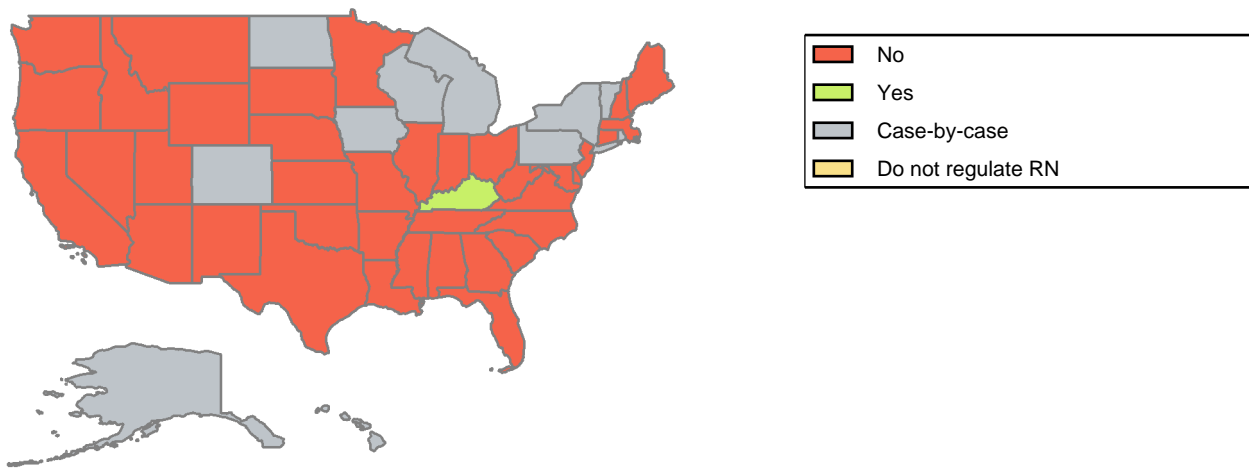 No
Yes
Case-by-case
Do not regulate RN